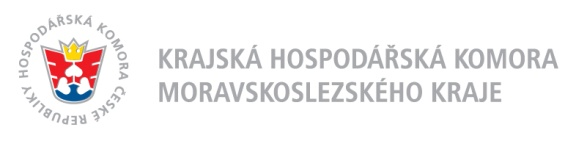 HOSPODÁŘSKÁ KOMORA ČESKÉ REPUBLIKY
KRAJSKÁ HOSPODÁŘSKÁ KOMORA
MORAVSKOSLEZSKÉHO KRAJE